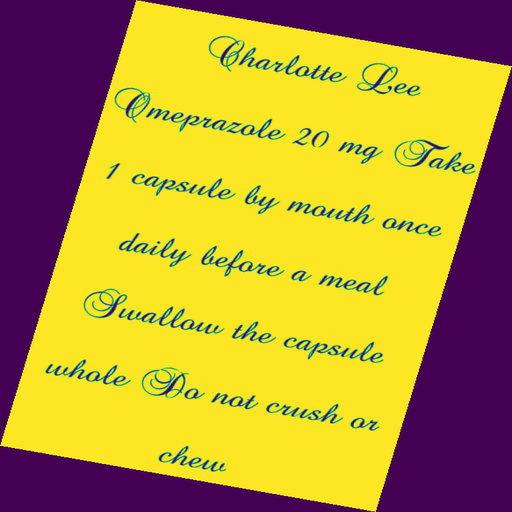 Charlotte Lee
Omeprazole 20 mg Take
1 capsule by mouth once
daily before a meal
Swallow the capsule
whole Do not crush or
chew